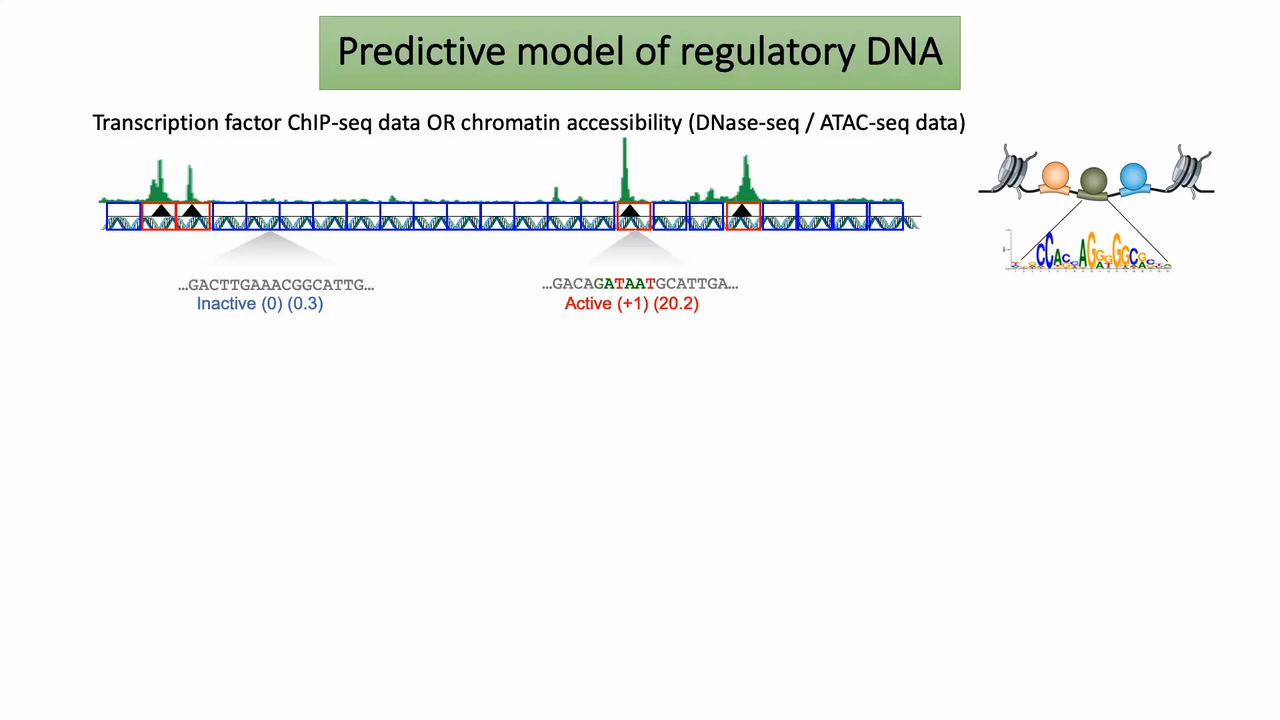 Predictive model of regulatory DNA
Transcription factor ChIP-seq data OR chromatin accessibility (DNase-seq / ATAC-seq data)
…GACTTGAAACGGCATTG…
Inactive (0) (0.3)
…GACAGATAATGCATTGA…
Active (+1) (20.2)